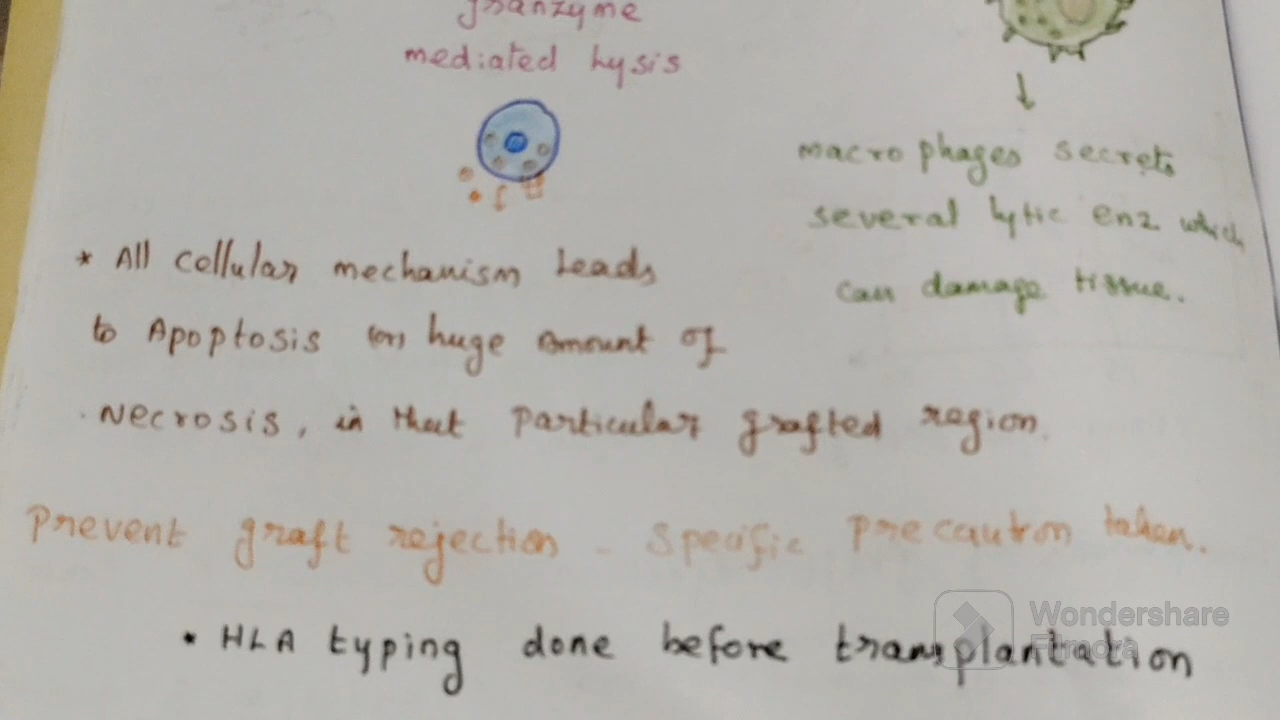 granzyme
mediated lysis
macrophages secrets
several lytic enz which
can damage tissue.
* All cellular mechanism Leads
to Apoptosis (or) huge amount of
Necrosis, in that particular grafted region.
Prevent graft rejection - Specific precaution taken.
• HLA typing done before transplantation
Wondershare
Filmora